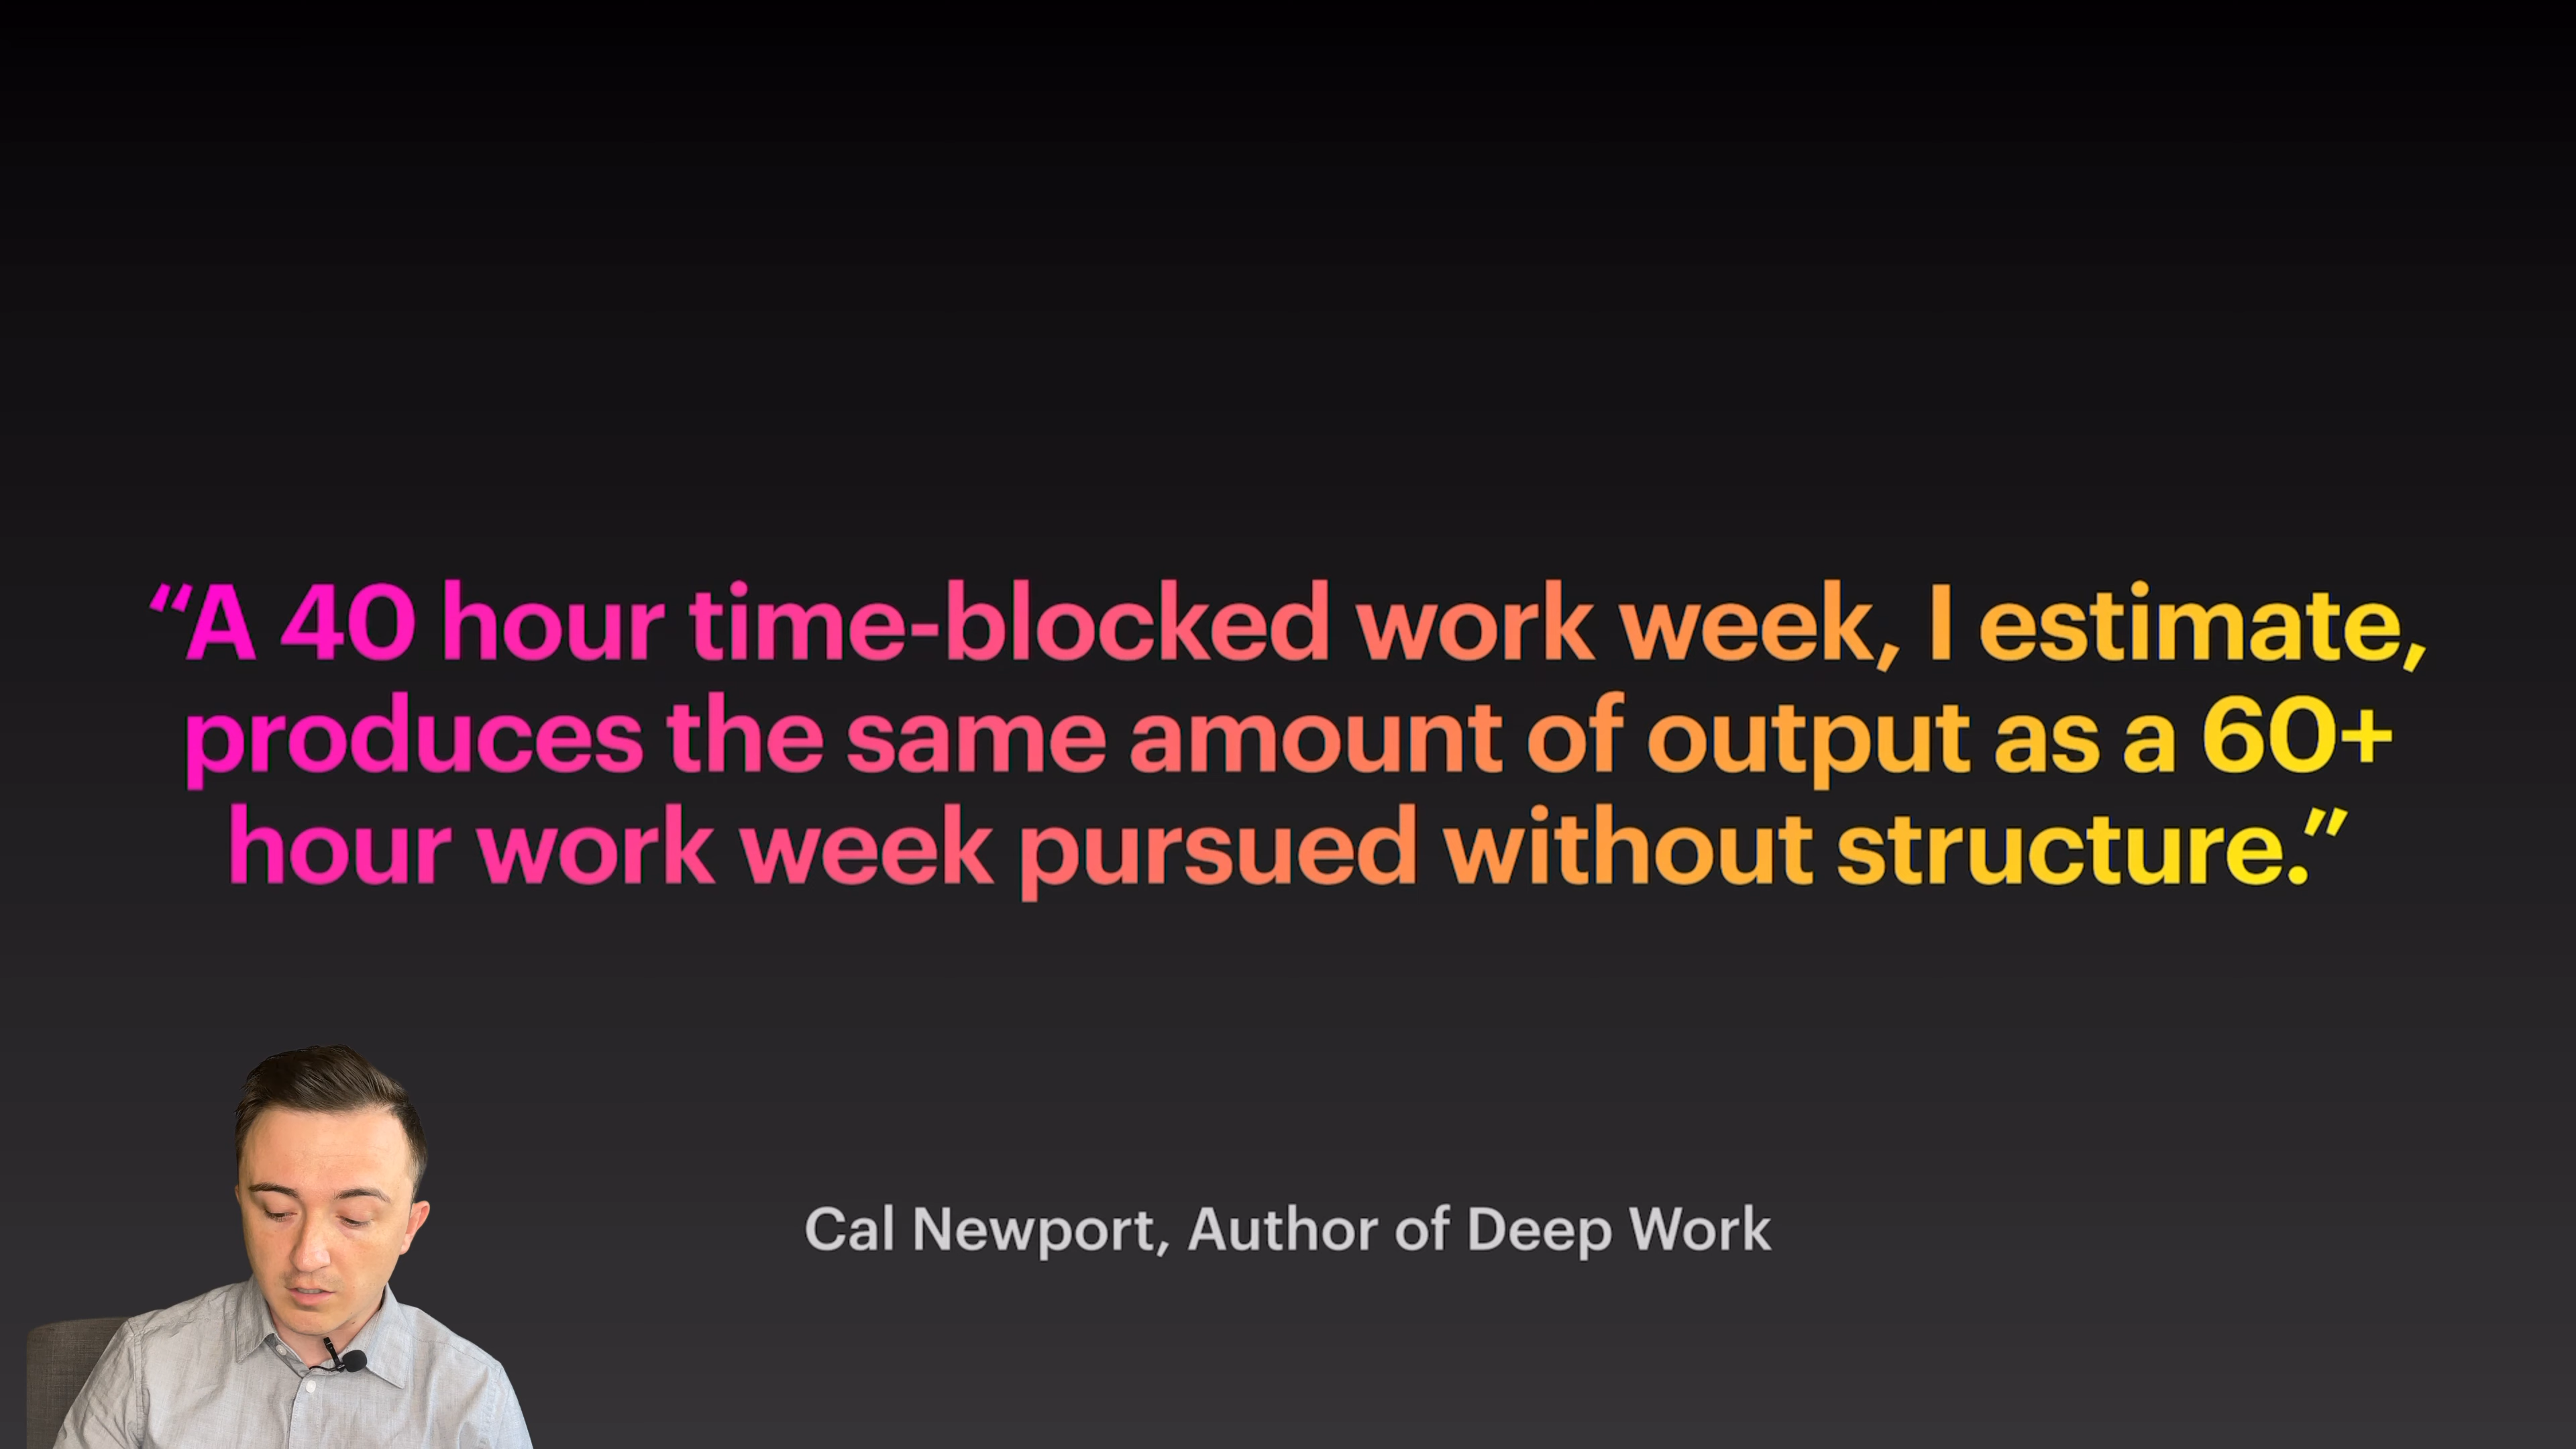 “A 40 hour time-blocked work week, I estimate,
produces the same amount of output as a 60+
hour work week pursued without structure.”
Cal Newport, Author of Deep Work